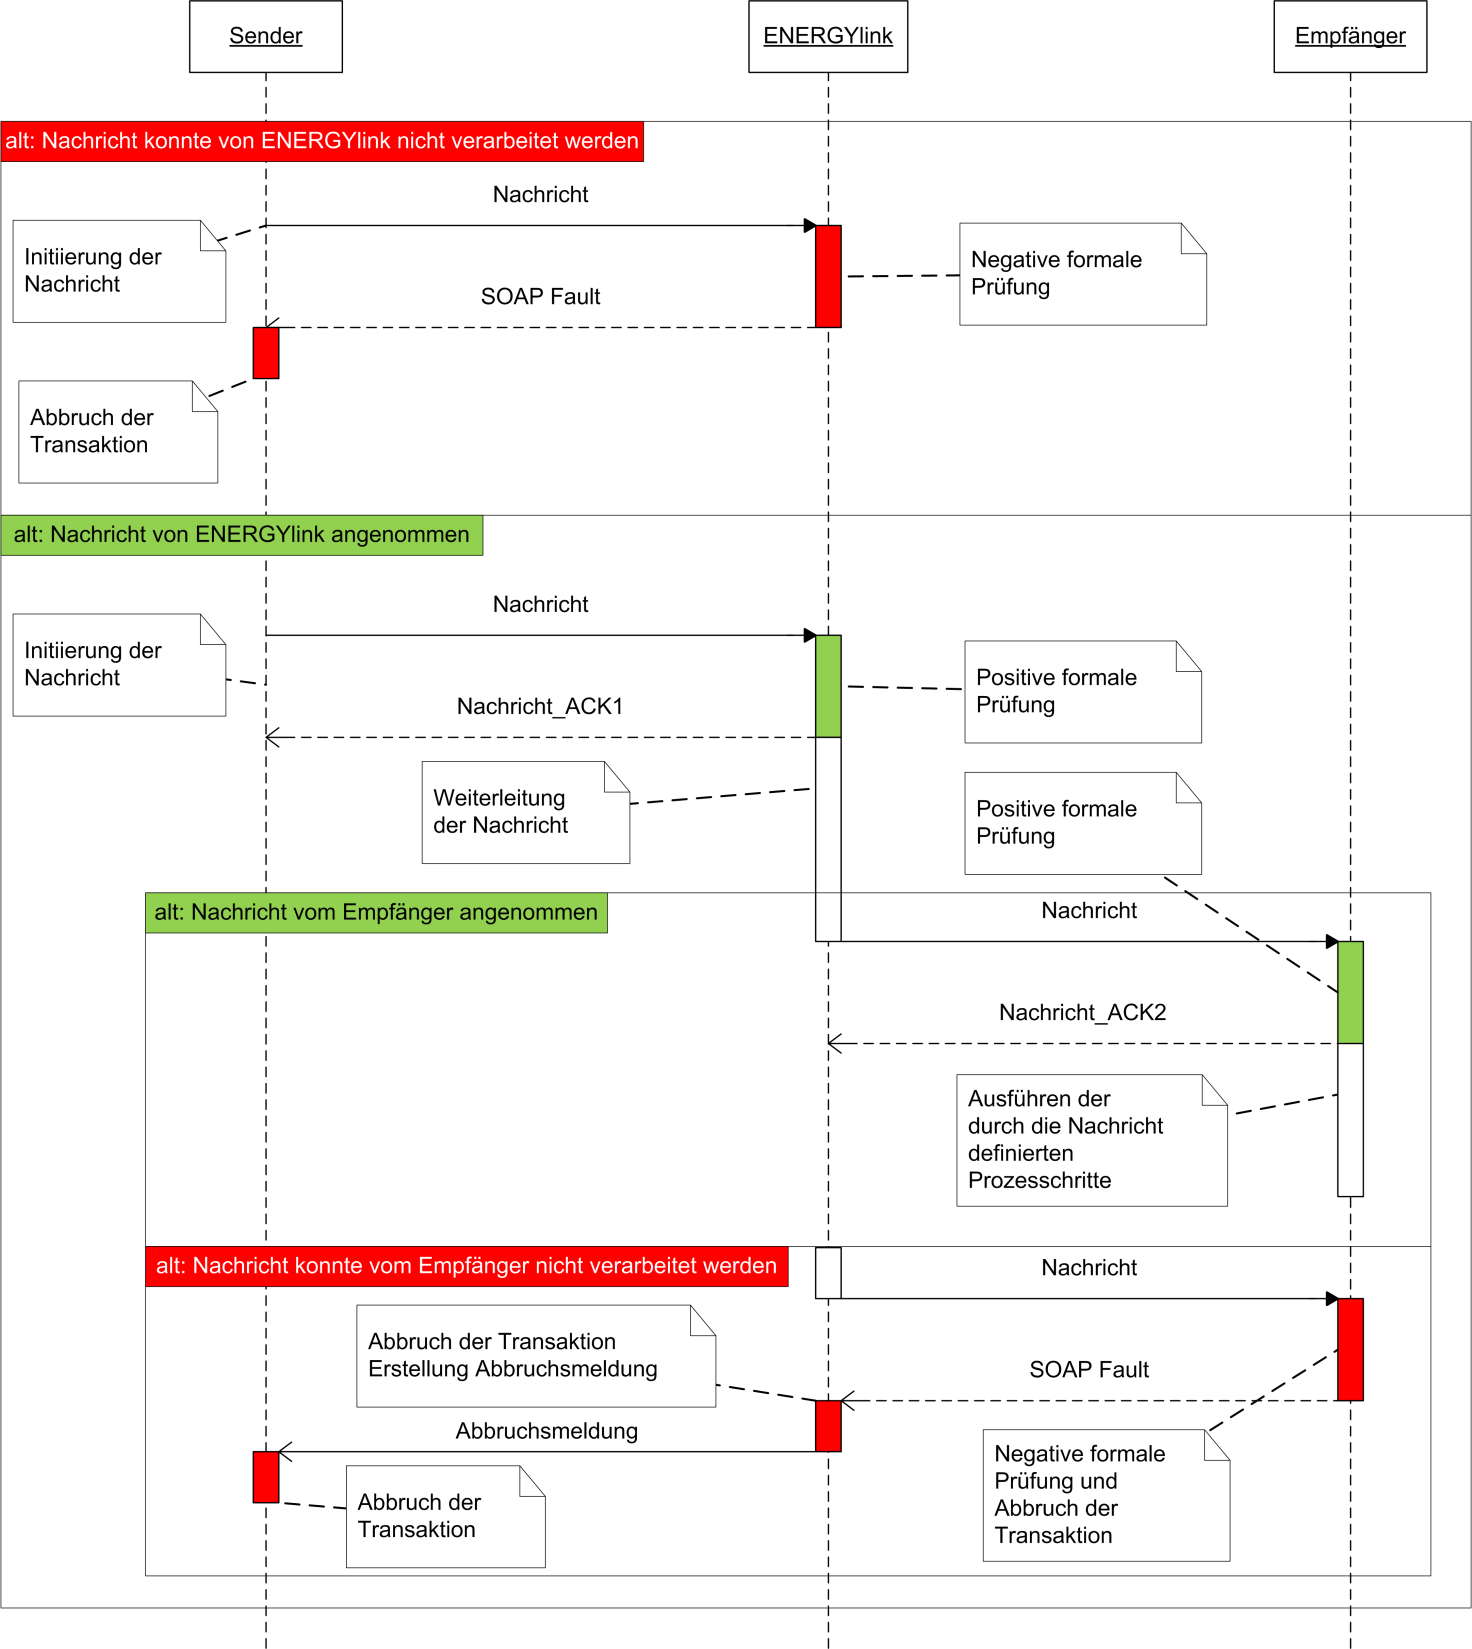 Sender
ENERGYlink
Empfänger
alt: Nachricht konnte von ENERGYlink nicht verarbeitet werden
Nachricht
Initiierung der
Nachricht
Negative formale
Prüfung
SOAP Fault
Abbruch der
Transaktion
alt: Nachricht von ENERGYlink angenommen
Nachricht
Initiierung der
Nachricht
Positive formale
Prüfung
Nachricht_ACK1
Weiterleitung
der Nachricht
Positive formale
Prüfung
alt: Nachricht vom Empfänger angenommen
Nachricht
Nachricht_ACK2
Ausführen der
durch die Nachricht
definierten
Prozesschritte
alt: Nachricht konnte vom Empfänger nicht verarbeitet werden
Nachricht
Abbruch der Transaktion
Erstellung Abbruchsmeldung
SOAP Fault
Abbruchsmeldung
Negative formale
Prüfung und
Abbruch der
Transaktion
Abbruch der
Transaktion